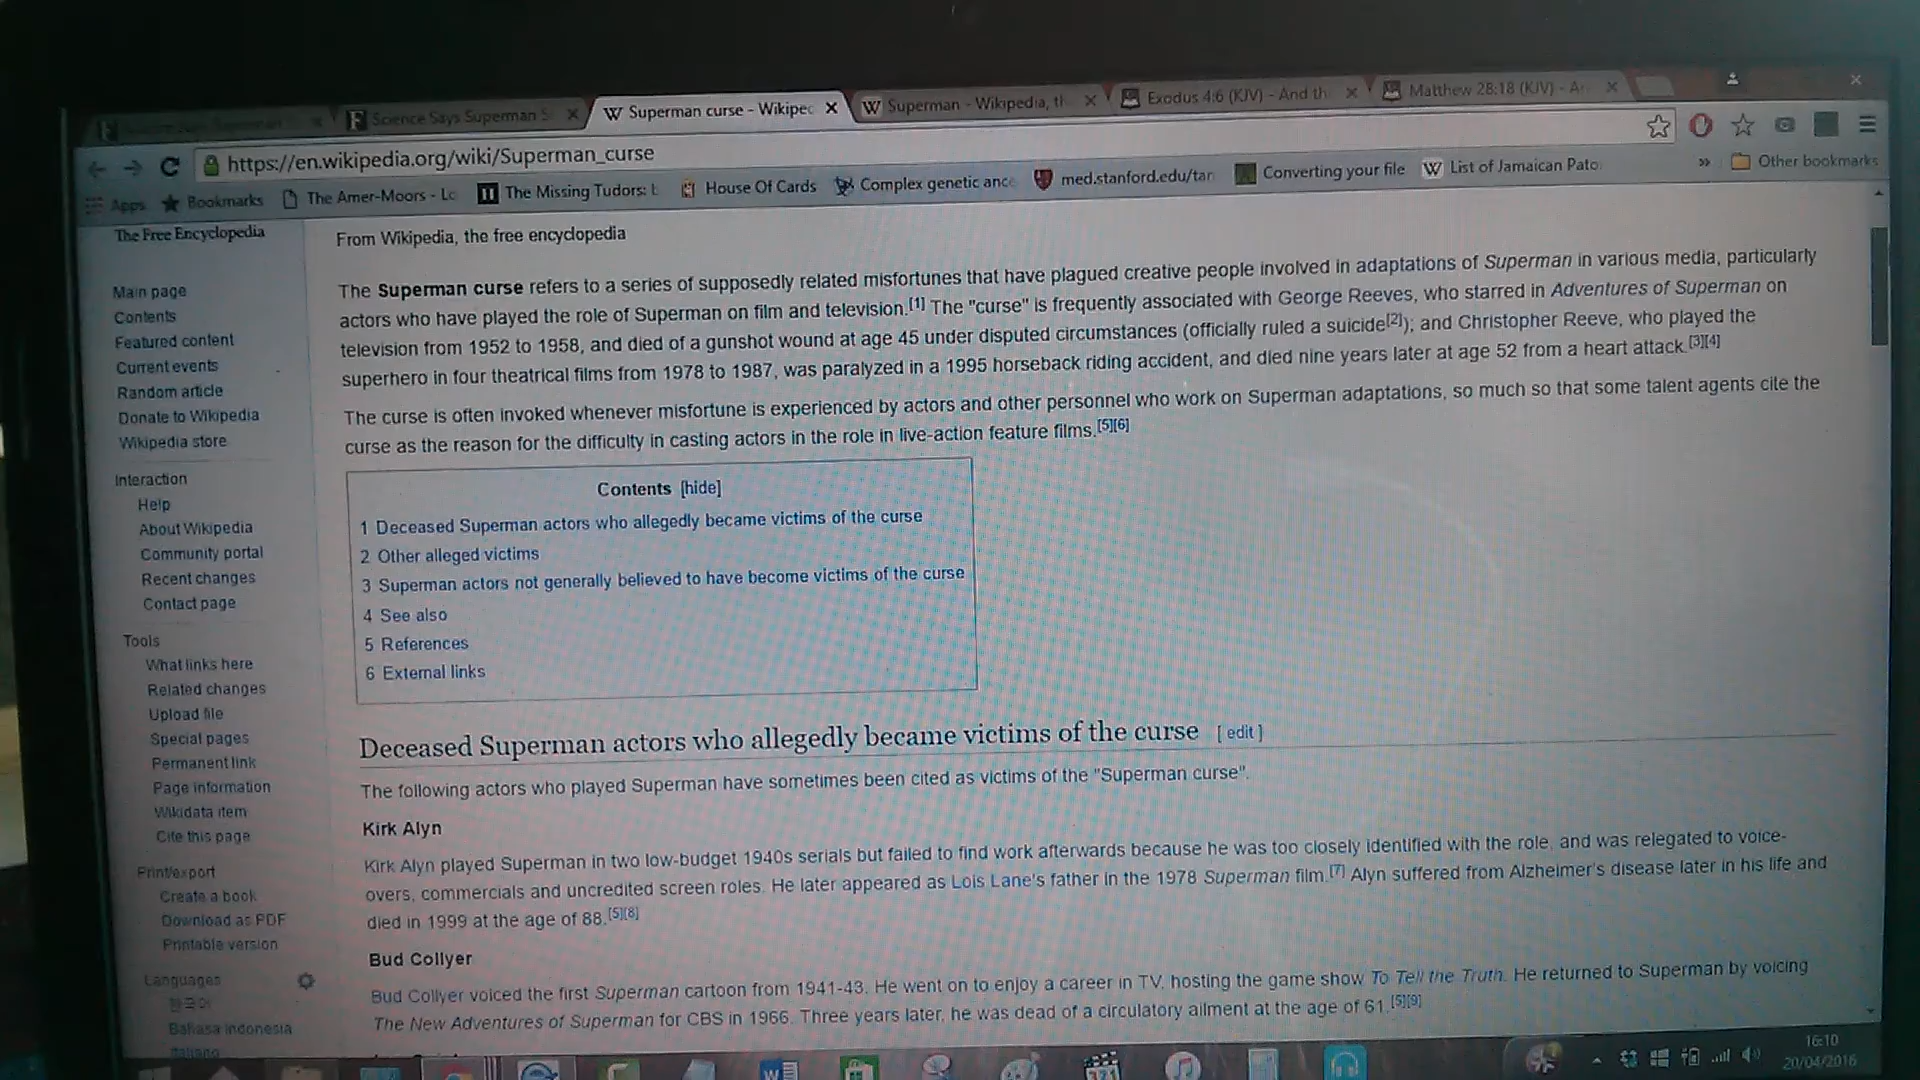 Science Says Superman S
Superman curse - Wikipec
Superman - Wikipedia, th
Exodus 4:6 (KJV) - And th
Matthew 28:18 (KJV) - An
https://en.wikipedia.org/wiki/Superman_curse
Apps
Bookmarks
The Amer-Moors - Lo
The Missing Tudors: b
House Of Cards
Complex genetic ance
med.stanford.edu/tan
Converting your file
List of Jamaican Pato
»
Other bookmarks
The Free Encyclopedia
Main page
Contents
Featured content
Current events
Random article
Donate to Wikipedia
Wikipedia store
Interaction
Help
About Wikipedia
Community portal
Recent changes
Contact page
Tools
What links here
Related changes
Upload file
Special pages
Permanent link
Page information
Wikidata item
Cite this page
Print/export
Create a book
Download as PDF
Printable version
Languages
한국어
Bahasa Indonesia
Italiano
From Wikipedia, the free encyclopedia
The Superman curse refers to a series of supposedly related misfortunes that have plagued creative people involved in adaptations of Superman in various media, particularly
actors who have played the role of Superman on film and television.[1] The "curse" is frequently associated with George Reeves, who starred in Adventures of Superman on
television from 1952 to 1958, and died of a gunshot wound at age 45 under disputed circumstances (officially ruled a suicide[2]); and Christopher Reeve, who played the
superhero in four theatrical films from 1978 to 1987, was paralyzed in a 1995 horseback riding accident, and died nine years later at age 52 from a heart attack.[3][4]
The curse is often invoked whenever misfortune is experienced by actors and other personnel who work on Superman adaptations, so much so that some talent agents cite the
curse as the reason for the difficulty in casting actors in the role in live-action feature films.[5][6]
Contents [hide]
1 Deceased Superman actors who allegedly became victims of the curse
2 Other alleged victims
3 Superman actors not generally believed to have become victims of the curse
4 See also
5 References
6 External links
Deceased Superman actors who allegedly became victims of the curse [ edit ]
The following actors who played Superman have sometimes been cited as victims of the "Superman curse".
Kirk Alyn
Kirk Alyn played Superman in two low-budget 1940s serials but failed to find work afterwards because he was too closely identified with the role, and was relegated to voice-
overs, commercials and uncredited screen roles. He later appeared as Lois Lane's father in the 1978 Superman film.[7] Alyn suffered from Alzheimer's disease later in his life and
died in 1999 at the age of 88.[5][8]
Bud Collyer
Bud Collyer voiced the first Superman cartoon from 1941-43. He went on to enjoy a career in TV, hosting the game show To Tell the Truth. He returned to Superman by voicing
The New Adventures of Superman for CBS in 1966. Three years later, he was dead of a circulatory ailment at the age of 61.[5][9]
16:10
20/04/2016